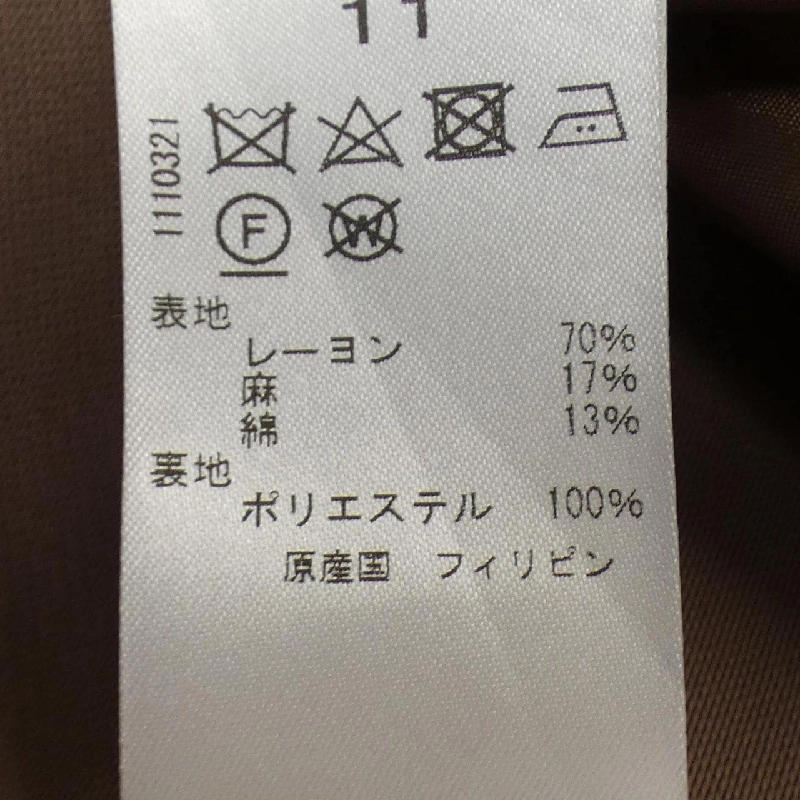 11
1110321
F
W
表地
レーヨン 70%
麻 17%
綿 13%
裏地
ポリエステル 100%
原産国 フィリピン